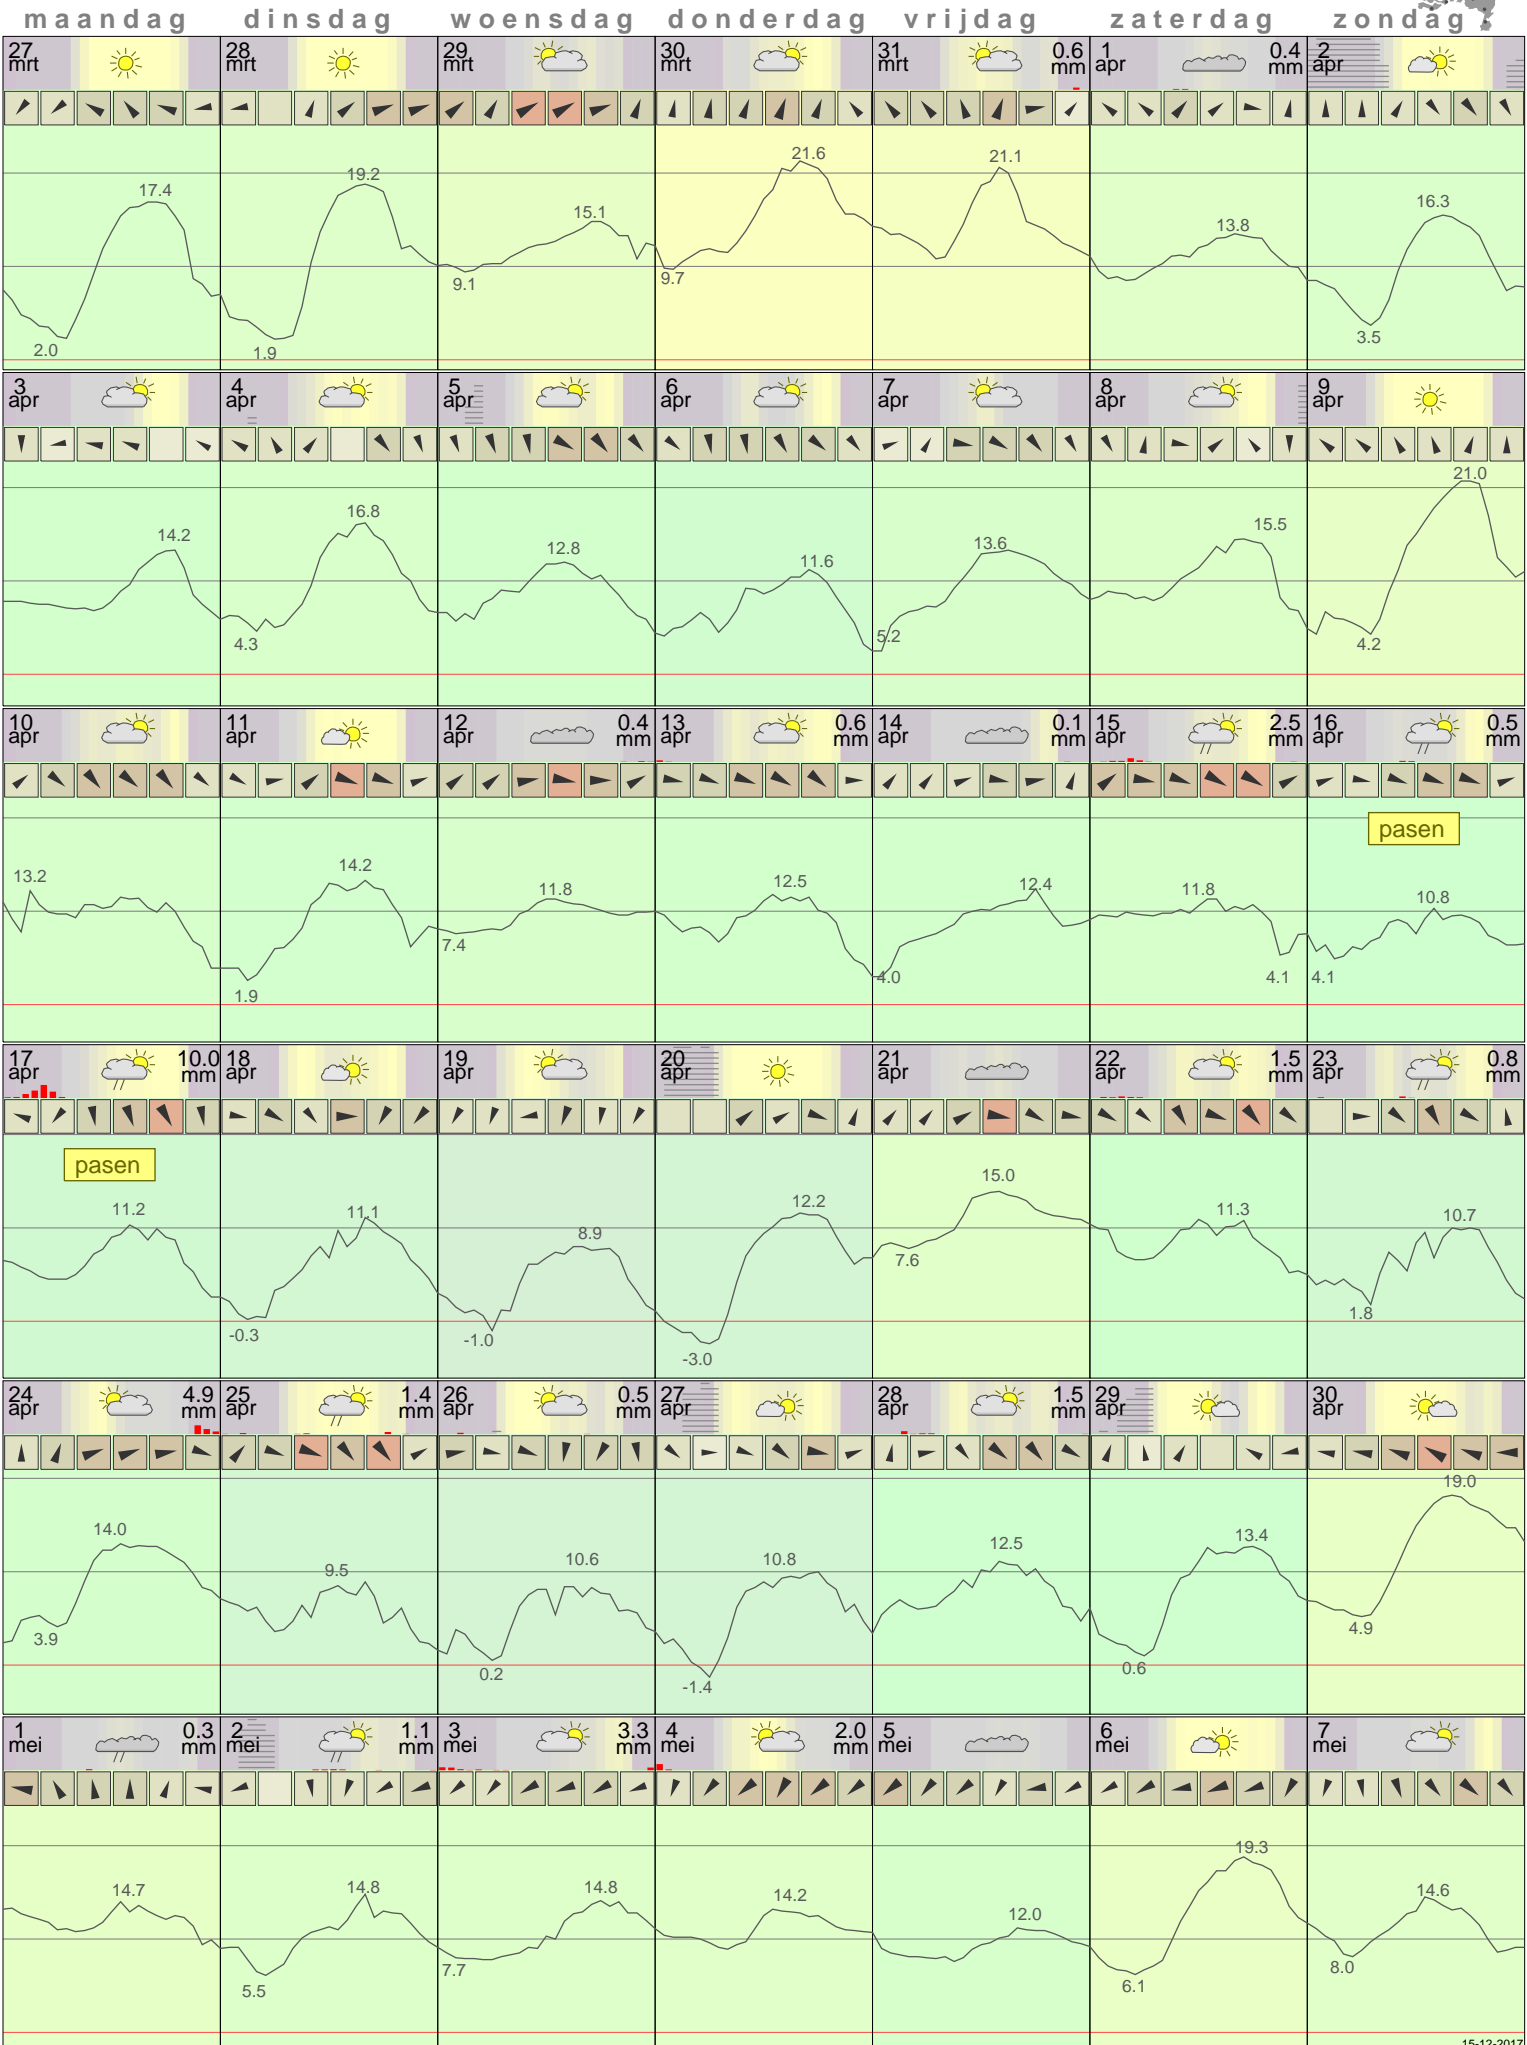 maandag dinsdag woensdag donderdag vrijdag zaterdag zondag
27 28 29 30 31 0.6 1 0.4 2
mrt mrt mrt mrt mrt mm apr mm apr
21.6 21.1
17.4 19.2 15.1 13.8 16.3
9.1 9.7
2.0 1.9 3.5
3 4 5 6 7 8 9
apr apr apr apr apr apr apr
21.0
14.2 16.8 12.8 11.6 13.6 15.5
4.3 5.2 4.2
10 11 12 0.4 13 0.6 14 0.1 15 2.5 16 0.5
apr apr apr mm apr mm apr mm apr mm apr mm
pasen
13.2 14.2 11.8 12.5 12.4 11.8 10.8
7.4 4.0 4.1 4.1
1.9
17 10.0 18 19 20 21 22 1.5 23 0.8
apr mm apr apr apr apr apr mm apr mm
pasen
11.2 11.1 8.9 12.2 15.0 11.3 10.7
7.6
-0.3 -1.0 -3.0 1.8
24 4.9 25 1.4 26 0.5 27 28 1.5 29 30
apr mm apr mm apr mm apr apr mm apr apr
19.0
14.0 9.5 10.6 10.8 12.5 13.4
3.9 0.2 -1.4 0.6 4.9
1 0.3 2 1.1 3 3.3 4 2.0 5 6 7
mei mm mei mm mei mm mei mm mei mei mei
19.3
14.7 14.8 14.8 14.2 12.0 14.6
5.5 7.7 6.1 8.0
15-12-2017